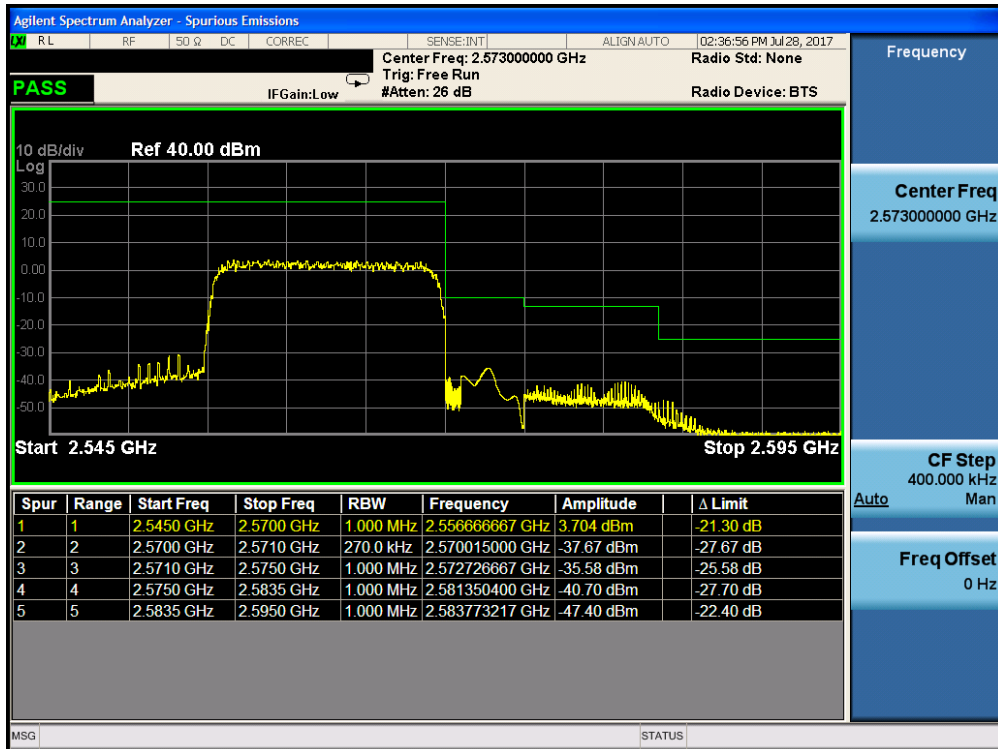 Agilent Spectrum Analyzer - Spurious Emissions
LXI RL RF 50 Ω DC CORREC SENSE:INT ALIGN AUTO 02:36:56 PM Jul 28, 2017
Center Freq: 2.573000000 GHz Radio Std: None
Trig: Free Run
PASS IFGain:Low #Atten: 26 dB Radio Device: BTS
Frequency
10 dB/div Ref 40.00 dBm
Log
30.0
20.0
10.0
0.00
-10.0
-20.0
-30.0
-40.0
-50.0
Start 2.545 GHz Stop 2.595 GHz
Spur Range Start Freq Stop Freq RBW Frequency Amplitude Δ Limit
1 1 2.5450 GHz 2.5700 GHz 1.000 MHz 2.556666667 GHz 3.704 dBm -21.30 dB
2 2 2.5700 GHz 2.5710 GHz 270.0 kHz 2.570015000 GHz -37.67 dBm -27.67 dB
3 3 2.5710 GHz 2.5750 GHz 1.000 MHz 2.572726667 GHz -35.58 dBm -25.58 dB
4 4 2.5750 GHz 2.5835 GHz 1.000 MHz 2.581350400 GHz -40.70 dBm -27.70 dB
5 5 2.5835 GHz 2.5950 GHz 1.000 MHz 2.583773217 GHz -47.40 dBm -22.40 dB
Center Freq
2.573000000 GHz
CF Step
400.000 kHz
Auto Man
Freq Offset
0 Hz
MSG STATUS